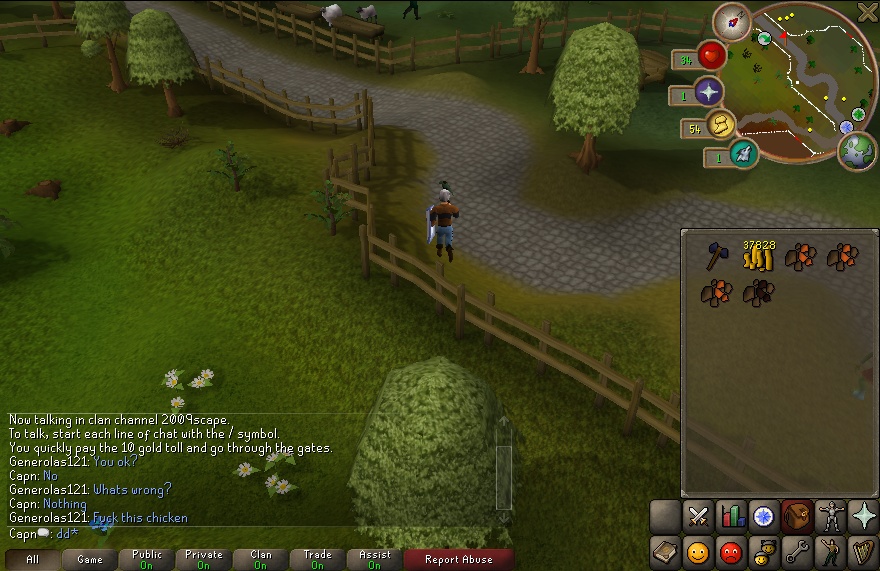 34
1
54
1
37828
Now talking in clan channel 2009scape.
To talk, start each line of chat with the / symbol.
You quickly pay the 10 gold toll and go through the gates.
Generolas121: You ok?
Capn: No
Generolas121: Whats wrong?
Capn: Nothing
Generolas121: Fuck this chicken
Capn: dd*
All Game Public On Private On Clan On Trade On Assist On Report Abuse